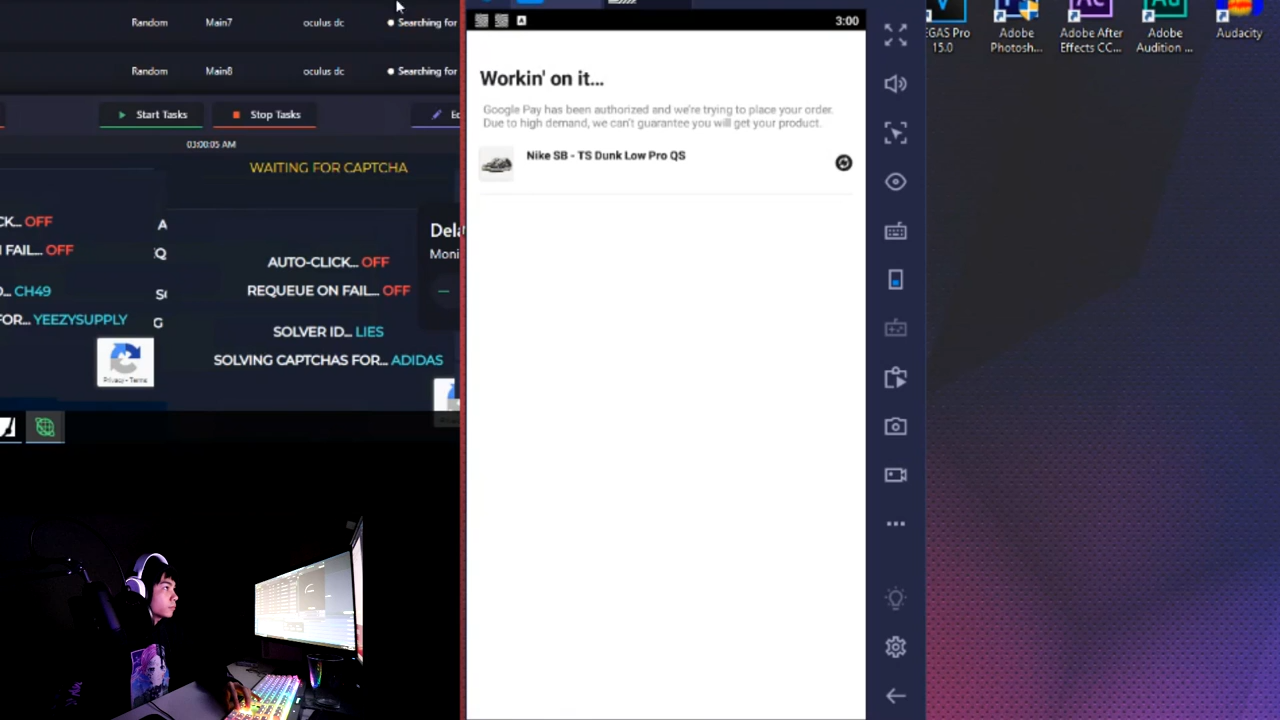 Random Main7 oculus dc Searching for
Random Main8 oculus dc Searching for
Start Tasks Stop Tasks
03:00:05 AM
WAITING FOR CAPTCHA
CK... OFF
FAIL... OFF
CH49
FOR... YEEZYSUPPLY
Privacy - Terms
AUTO-CLICK... OFF
REQUEUE ON FAIL... OFF
SOLVER ID... LIES
SOLVING CAPTCHAS FOR... ADIDAS
Dela
Moni
3:00
Workin' on it...
Google Pay has been authorized and we're trying to place your order.
Due to high demand, we can't guarantee you will get your product.
Nike SB - TS Dunk Low Pro QS
EGAS Pro
15.0
Adobe
Photosh...
Adobe After
Effects CC...
Adobe
Audition ...
Audacity